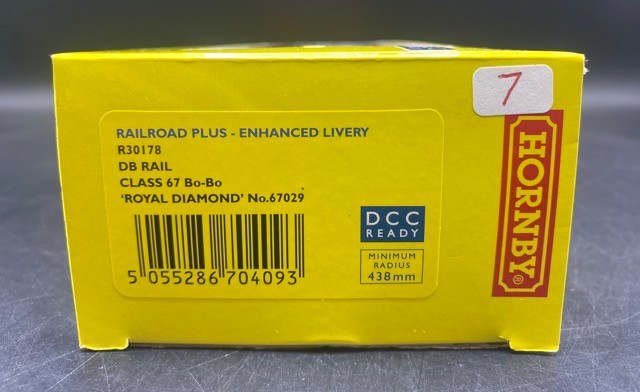 7
RAILROAD PLUS - ENHANCED LIVERY
R30178
DB RAIL
CLASS 67 Bo-Bo
'ROYAL DIAMOND' No.67029
5 055286 704093
DCC
READY
MINIMUM
RADIUS
438mm
HORNBY®